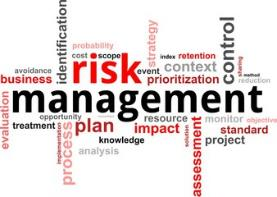 identification
probability
cost
scope
strategy
index
retention
control
sharing
avoidance
risk
event
context
method
reduction
business
prioritization
management
evaluation
opportunity
resource
monitor
objective
treatment
plan
impact
solution
standard
implementation
process
knowledge
assessment
project
analysis